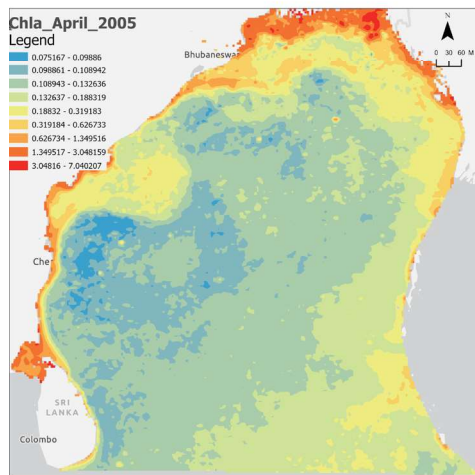 Chla_April_2005
Legend
0.075167 - 0.09886
0.098861 - 0.108942
0.108943 - 0.132636
0.132637 - 0.188319
0.18832 - 0.319183
0.319184 - 0.626733
0.626734 - 1.349516
1.349517 - 3.048159
3.04816 - 7.040207
N
0 30 60 M
Bhubaneswar
Che
SRI
LANKA
Colombo